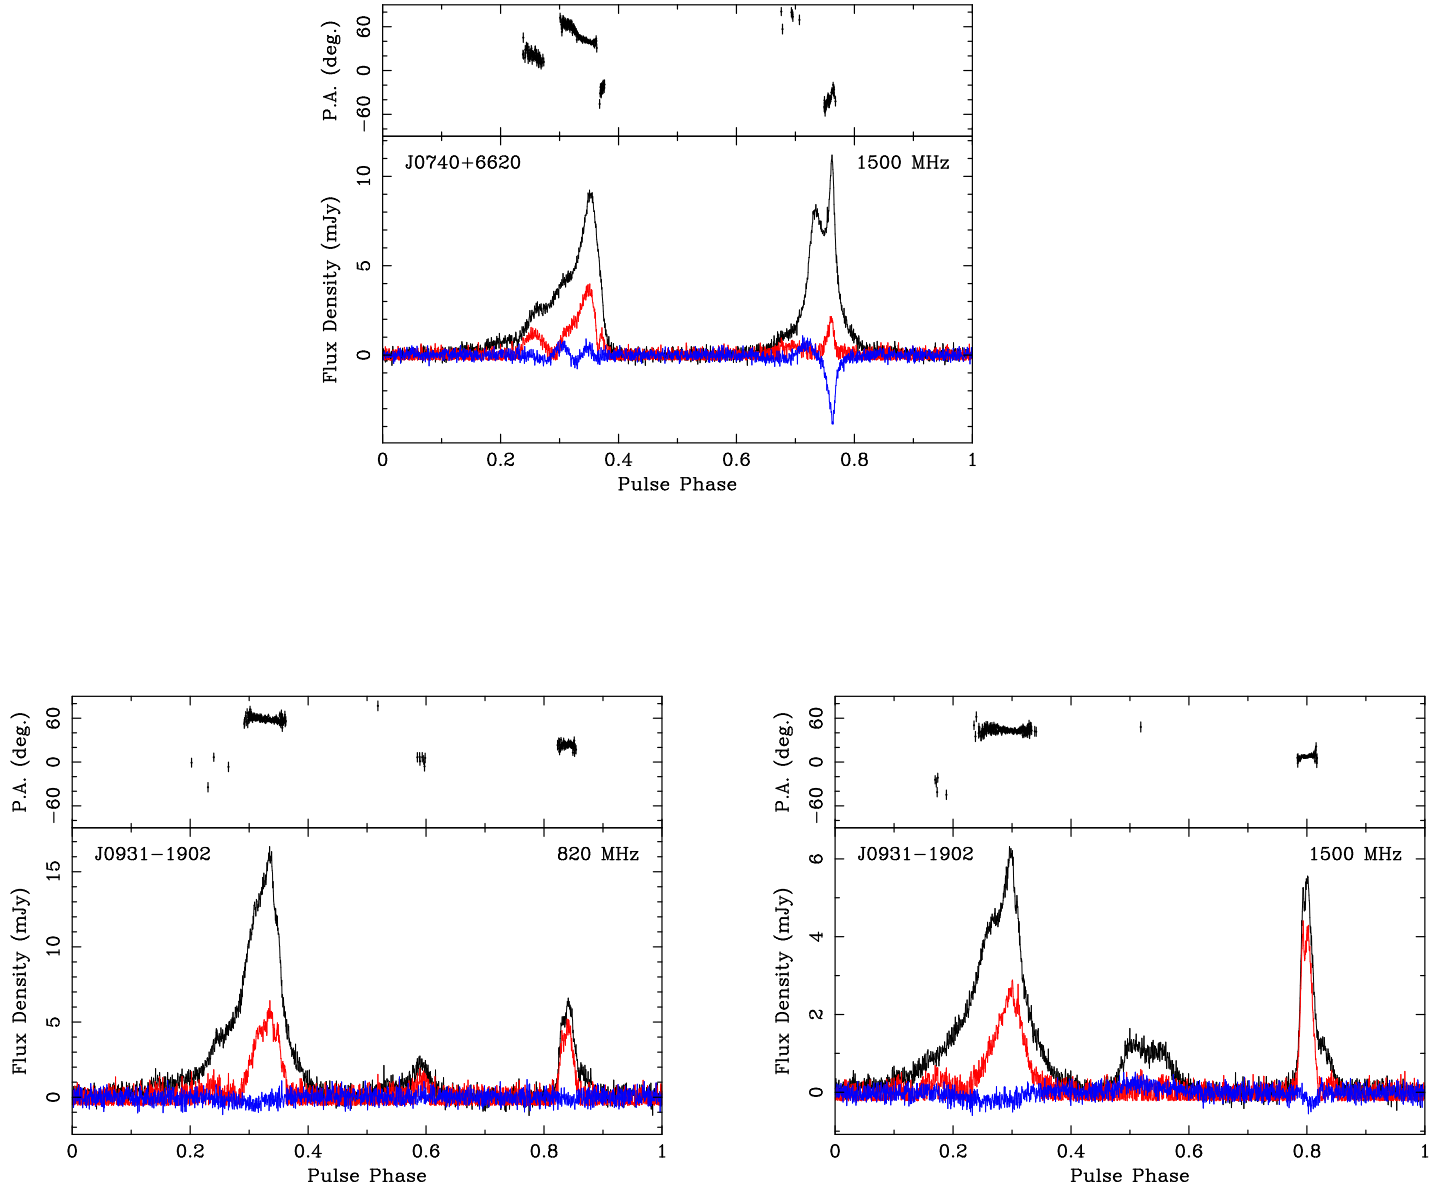 P.A. (deg.)
60
0
−60
J0740+6620
1500 MHz
Flux Density (mJy)
10
5
0
0 0.2 0.4 0.6 0.8 1
Pulse Phase
P.A. (deg.)
60
0
−60
J0931−1902
820 MHz
Flux Density (mJy)
15
10
5
0
0 0.2 0.4 0.6 0.8 1
Pulse Phase
P.A. (deg.)
60
0
−60
J0931−1902
1500 MHz
Flux Density (mJy)
6
4
2
0
0 0.2 0.4 0.6 0.8 1
Pulse Phase